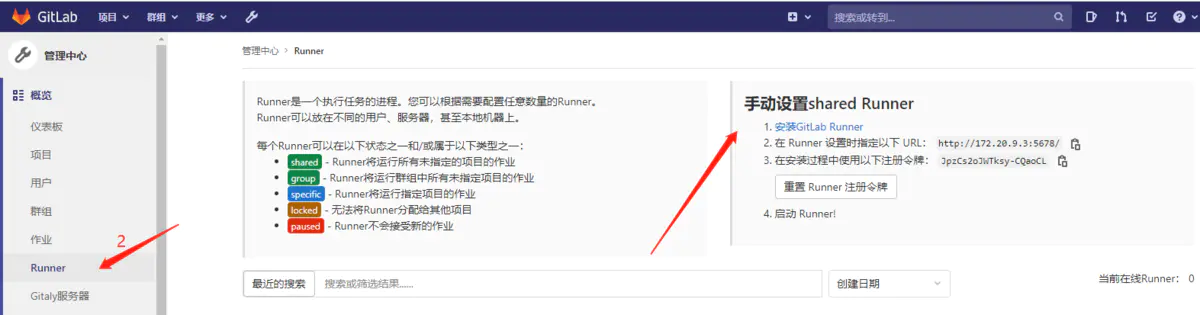 GitLab 项目 群组 更多 搜索或转到...
管理中心
概览
仪表板
项目
用户
群组
作业
2
Runner
Gitaly服务器
管理中心 > Runner
Runner是一个执行任务的进程。您可以根据需要配置任意数量的Runner。
Runner可以放在不同的用户、服务器，甚至本地机器上。
每个Runner可以在以下状态之一和/或属于以下类型之一：
shared - Runner将运行所有未指定的项目的作业
group - Runner将运行群组中所有未指定项目的作业
specific - Runner将运行指定项目的作业
locked - 无法将Runner分配给其他项目
paused - Runner不会接受新的作业
手动设置shared Runner
1. 安装GitLab Runner
2. 在 Runner 设置时指定以下 URL： http://172.20.9.3:5678/
3. 在安装过程中使用以下注册令牌： JpzCs2oJWTksy-CQaoCL
重置 Runner 注册令牌
4. 启动 Runner!
最近的搜索 搜索或筛选结果...... 创建日期 当前在线Runner： 0